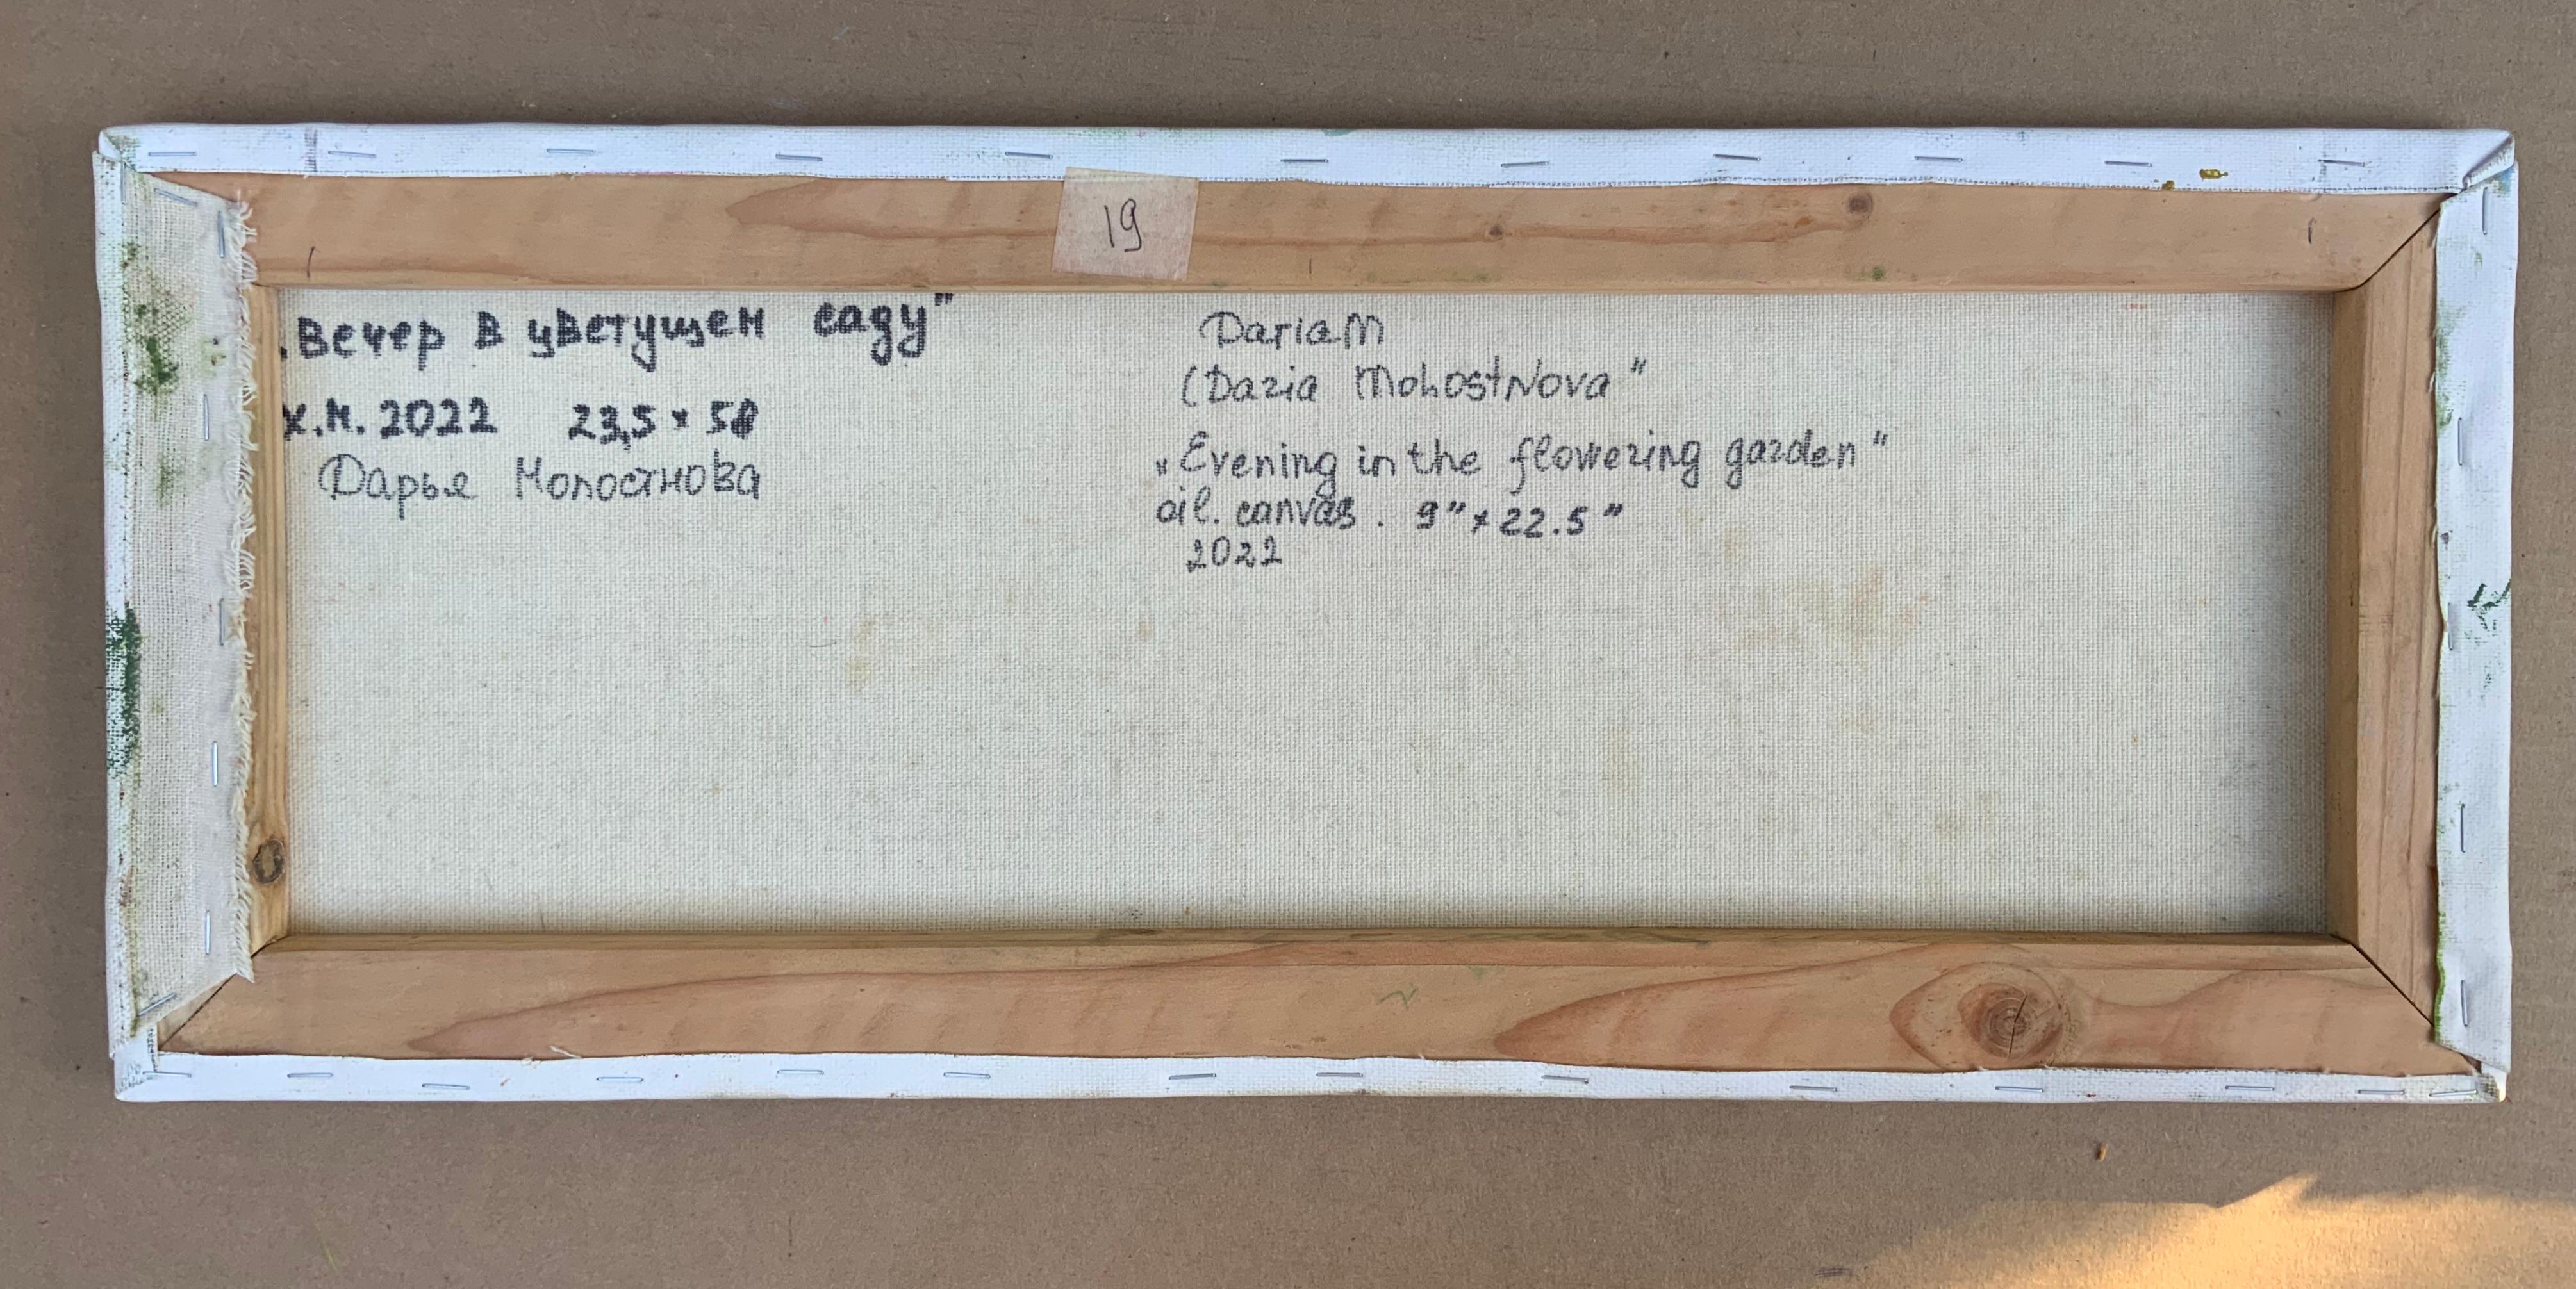 19
„Вечер в цветущем саду"
х.м. 2022 23,5 × 58
Дарья Молостнова
DariaM
(Daria Molostnova"
„Evening in the flowering garden"
oil. canvas. 9" × 22.5"
2022